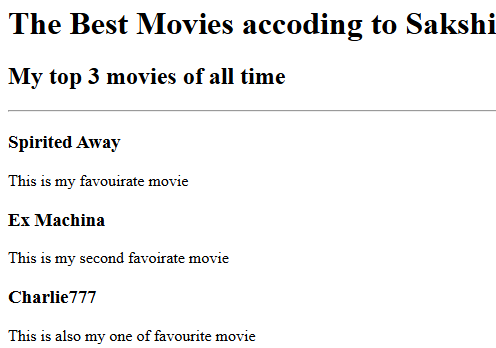 The Best Movies accoding to Sakshi
My top 3 movies of all time
Spirited Away
This is my favouirate movie
Ex Machina
This is my second favoirate movie
Charlie777
This is also my one of favourite movie